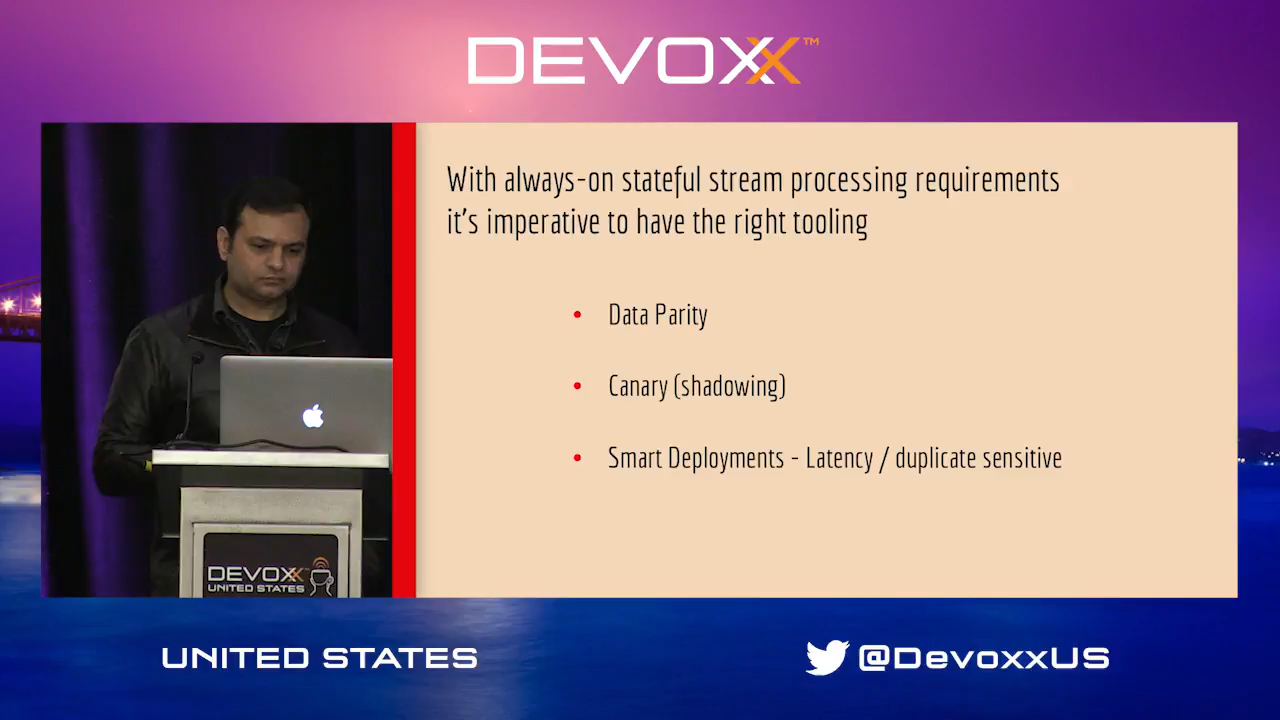 DEVOXX™
With always-on stateful stream processing requirements
it's imperative to have the right tooling
• Data Parity
• Canary (shadowing)
• Smart Deployments - Latency / duplicate sensitive
DEVOXX
UNITED STATES
UNITED STATES
@DevoxxUS